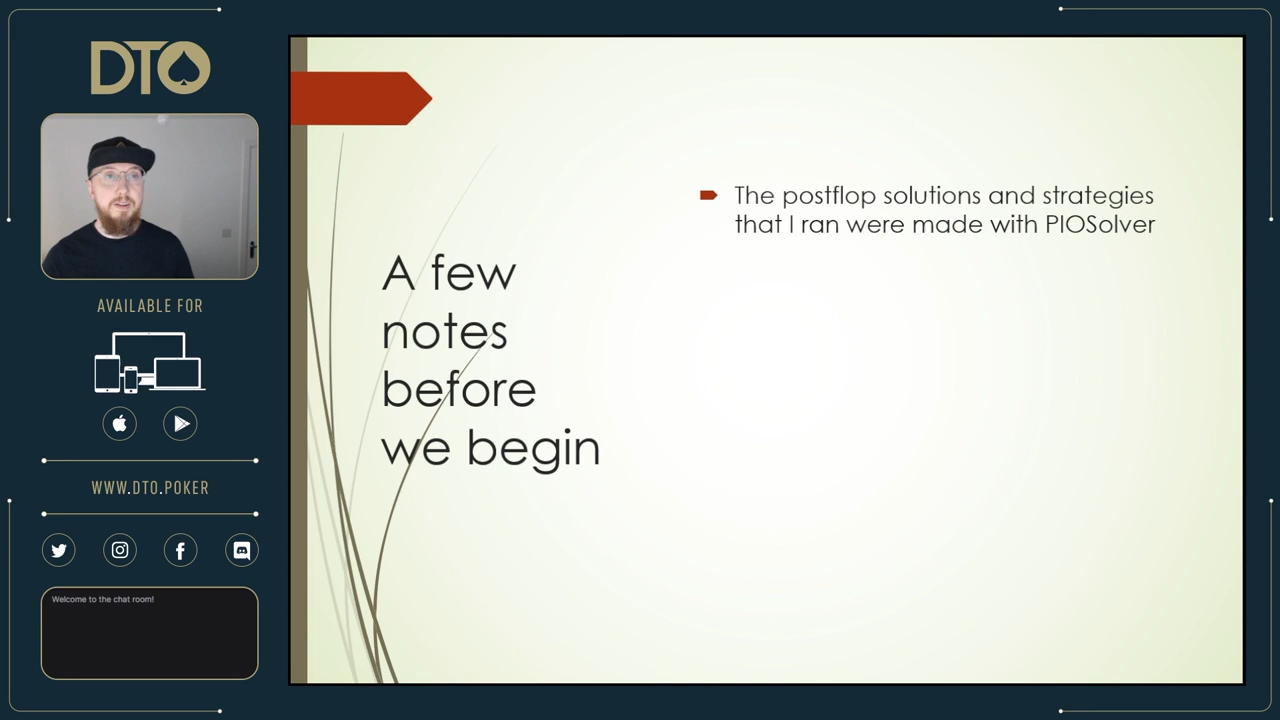 DTO
AVAILABLE FOR
WWW.DTO.POKER
Welcome to the chat room!
A few
notes
before
we begin
The postflop solutions and strategies
that I ran were made with PIOSolver